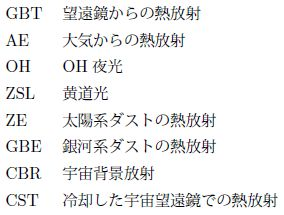 GBT 望遠鏡からの熱放射
AE 大気からの熱放射
OH OH 夜光
ZSL 黄道光
ZE 太陽系ダストの熱放射
GBE 銀河系ダストの熱放射
CBR 宇宙背景放射
CST 冷却した宇宙望遠鏡での熱放射